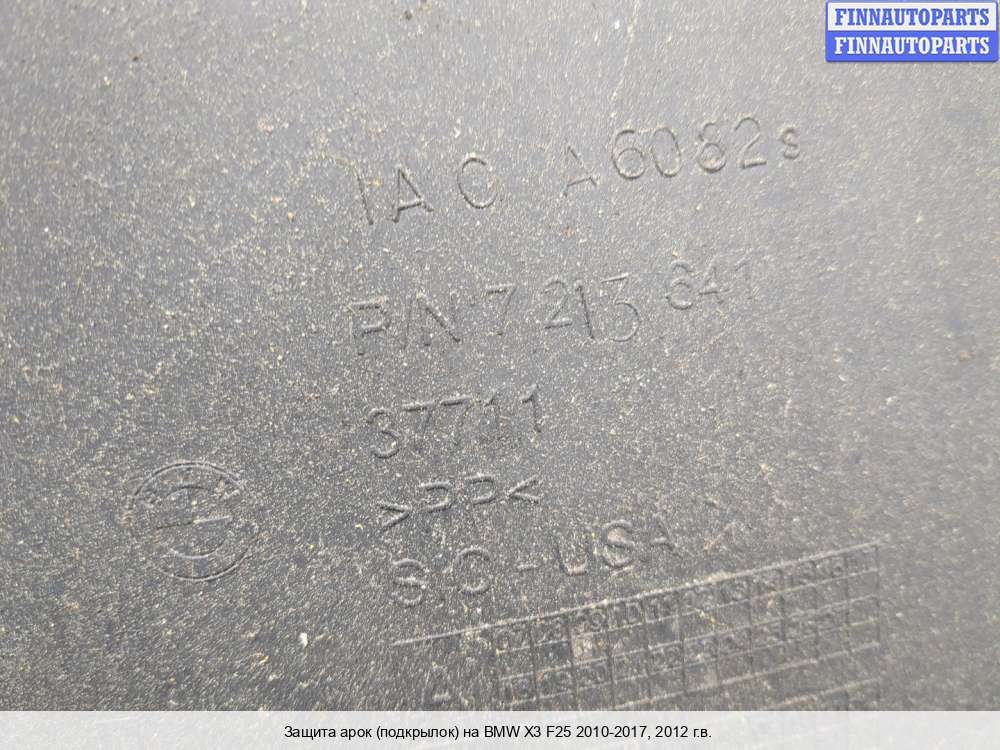 FINNAUTOPARTS
FINNAUTOPARTS
IAC A6082s
P/N 7 213 641
37711
>PP<
S.C - USA
Защита арок (подкрылок) на BMW X3 F25 2010-2017, 2012 г.в.